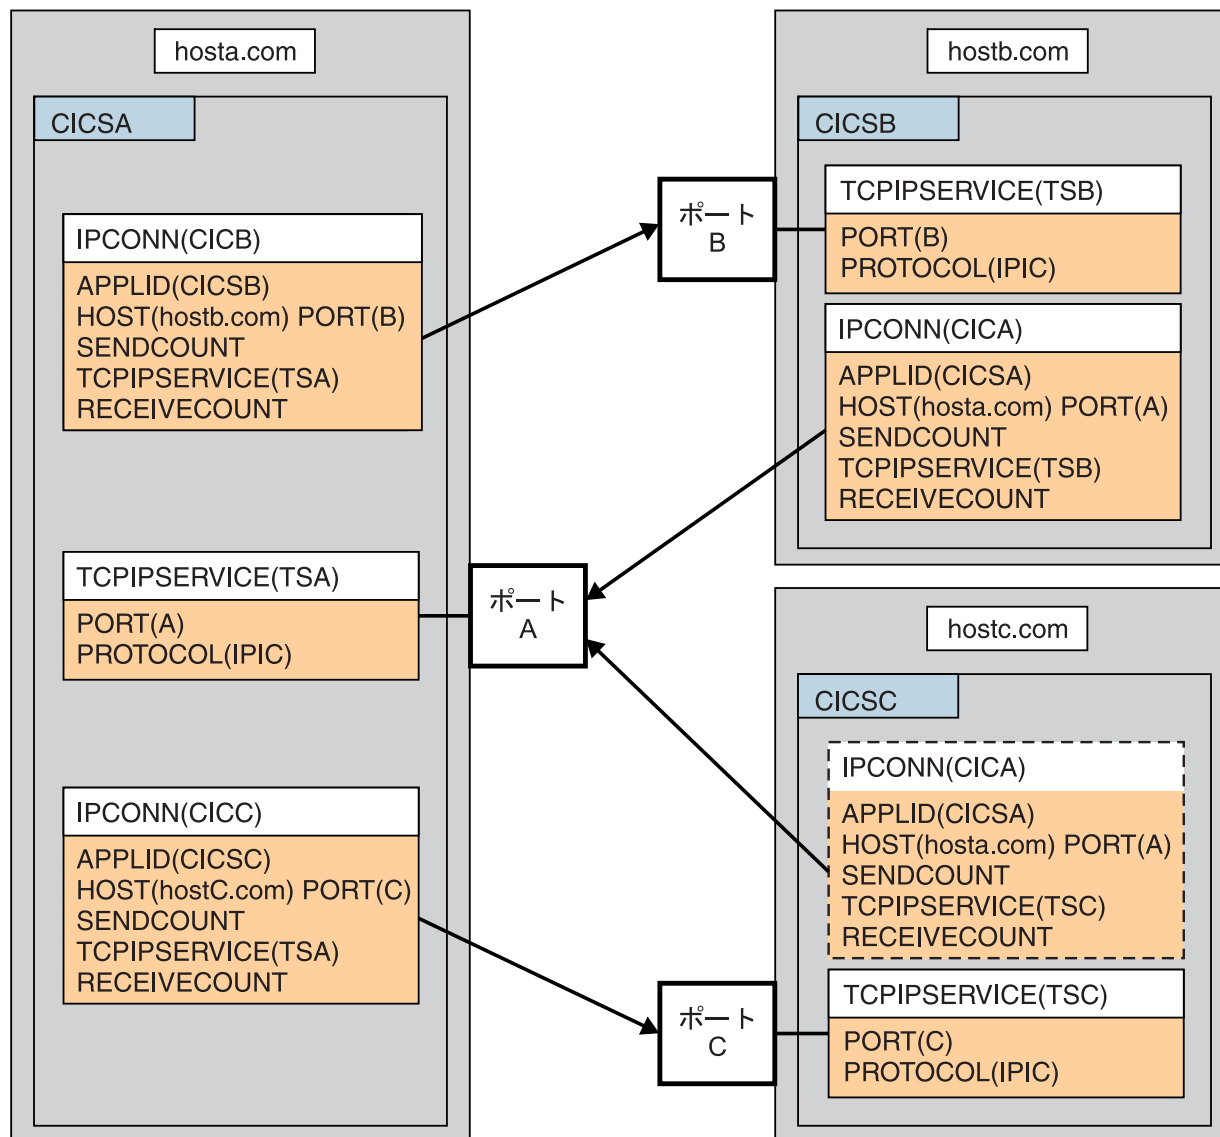 hosta.com
CICSA
IPCONN(CICB)
APPLID(CICSB)
HOST(hostb.com) PORT(B)
SENDCOUNT
TCPIPSERVICE(TSA)
RECEIVECOUNT
TCPIPSERVICE(TSA)
PORT(A)
PROTOCOL(IPIC)
IPCONN(CICC)
APPLID(CICSC)
HOST(hostC.com) PORT(C)
SENDCOUNT
TCPIPSERVICE(TSA)
RECEIVECOUNT
ポート
B
ポート
A
ポート
C
hostb.com
CICSB
TCPIPSERVICE(TSB)
PORT(B)
PROTOCOL(IPIC)
IPCONN(CICA)
APPLID(CICSA)
HOST(hosta.com) PORT(A)
SENDCOUNT
TCPIPSERVICE(TSB)
RECEIVECOUNT
hostc.com
CICSC
IPCONN(CICA)
APPLID(CICSA)
HOST(hosta.com) PORT(A)
SENDCOUNT
TCPIPSERVICE(TSC)
RECEIVECOUNT
TCPIPSERVICE(TSC)
PORT(C)
PROTOCOL(IPIC)